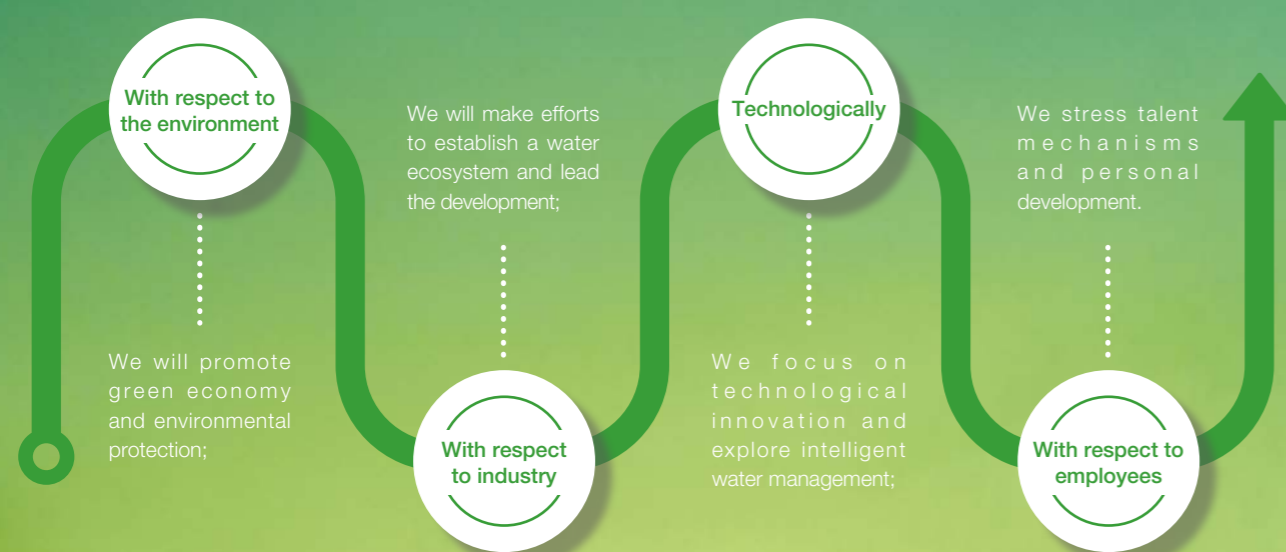 With respect to
the environment
We will promote
green economy
and environmental
protection;
We will make efforts
to establish a water
ecosystem and lead
the development;
With respect
to industry
Technologically
We focus on
technological
innovation and
explore intelligent
water management;
We stress talent
mechanisms
and personal
development.
With respect to
employees